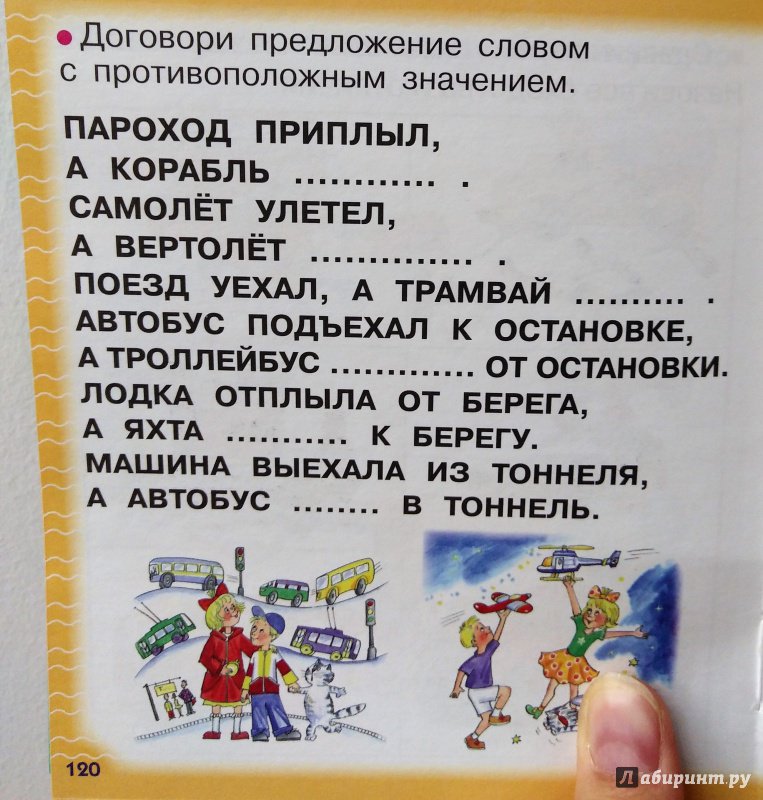 • Договори предложение словом
с противоположным значением.
ПАРОХОД ПРИПЛЫЛ,
А КОРАБЛЬ ............. .
САМОЛЁТ УЛЕТЕЛ,
А ВЕРТОЛЁТ ............... .
ПОЕЗД УЕХАЛ, А ТРАМВАЙ .......... .
АВТОБУС ПОДЪЕХАЛ К ОСТАНОВКЕ,
А ТРОЛЛЕЙБУС ............. ОТ ОСТАНОВКИ.
ЛОДКА ОТПЛЫЛА ОТ БЕРЕГА,
А ЯХТА ........... К БЕРЕГУ.
МАШИНА ВЫЕХАЛА ИЗ ТОННЕЛЯ,
А АВТОБУС ........ В ТОННЕЛЬ.
120
Лабиринт.ру